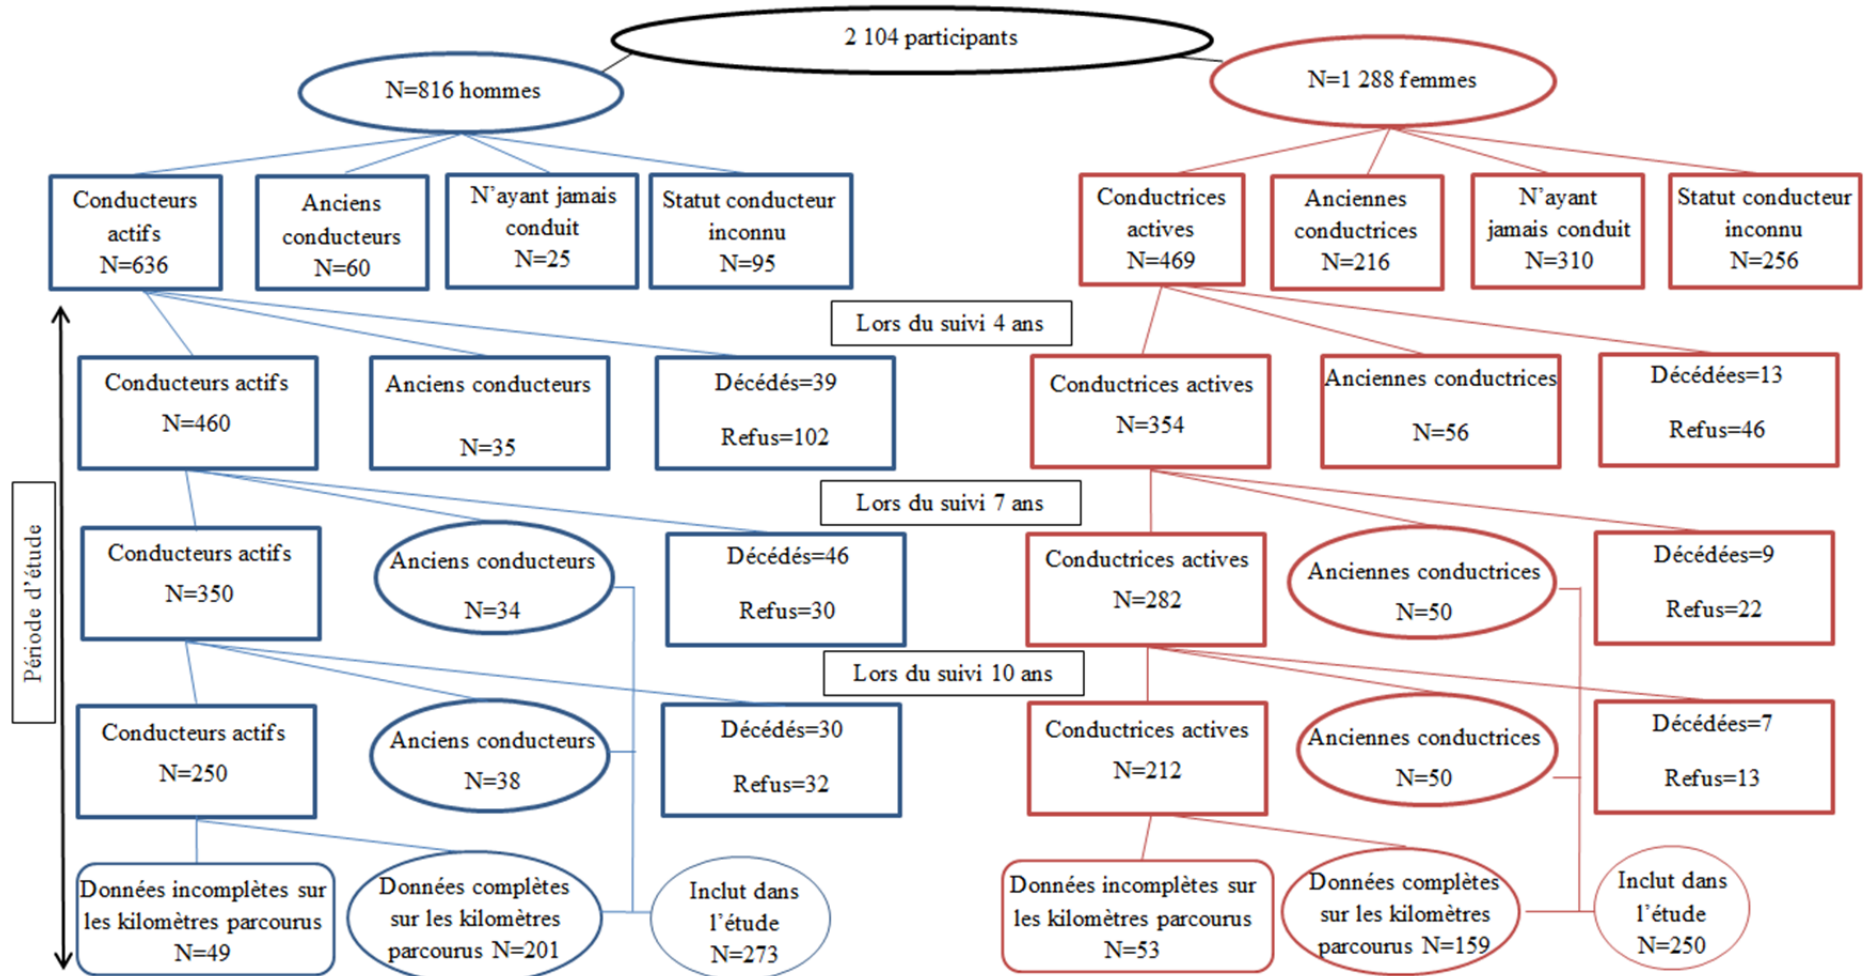 2 104 participants
N=816 hommes
N=1 288 femmes
Conducteurs
actifs
N=636
Anciens
conducteurs
N=60
N’ayant jamais
conduit
N=25
Statut conducteur
inconnu
N=95
Conductrices
actives
N=469
Anciennes
conductrices
N=216
N’ayant
jamais conduit
N=310
Statut conducteur
inconnu
N=256
Lors du suivi 4 ans
Conducteurs actifs
N=460
Anciens conducteurs
N=35
Décédés=39
Refus=102
Conductrices actives
N=354
Anciennes conductrices
N=56
Décédées=13
Refus=46
Période d’étude
Lors du suivi 7 ans
Conducteurs actifs
N=350
Anciens conducteurs
N=34
Décédés=46
Refus=30
Conductrices actives
N=282
Anciennes conductrices
N=50
Décédées=9
Refus=22
Lors du suivi 10 ans
Conducteurs actifs
N=250
Anciens conducteurs
N=38
Décédés=30
Refus=32
Conductrices actives
N=212
Anciennes conductrices
N=50
Décédées=7
Refus=13
Données incomplètes sur
les kilomètres parcourus
N=49
Données complètes
sur les kilomètres
parcourus N=201
Inclut dans
l’étude
N=273
Données incomplètes sur
les kilomètres parcourus
N=53
Données complètes
sur les kilomètres
parcourus N=159
Inclut dans
l’étude
N=250